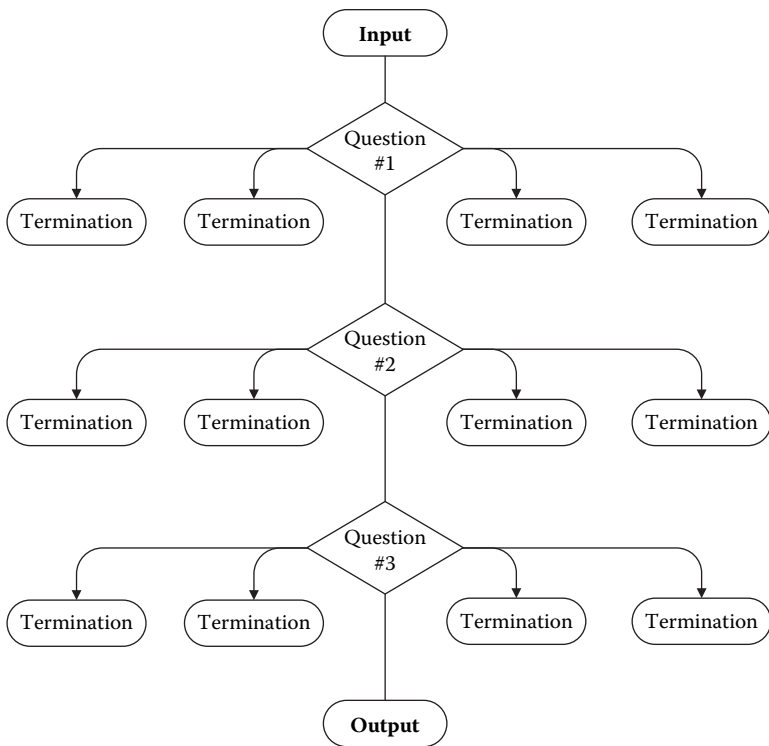 Input
Question
#1
Termination
Termination
Termination
Termination
Question
#2
Termination
Termination
Termination
Termination
Question
#3
Termination
Termination
Termination
Termination
Output